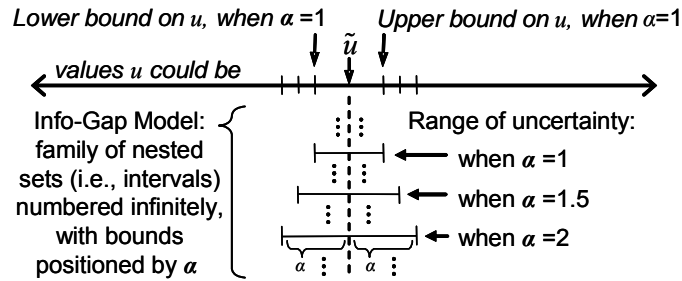 Lower bound on u, when α =1
Upper bound on u, when α=1
ũ
values u could be
Info-Gap Model:
family of nested
sets (i.e., intervals)
numbered infinitely,
with bounds
positioned by α
Range of uncertainty:
when α =1
when α =1.5
when α =2
α
α